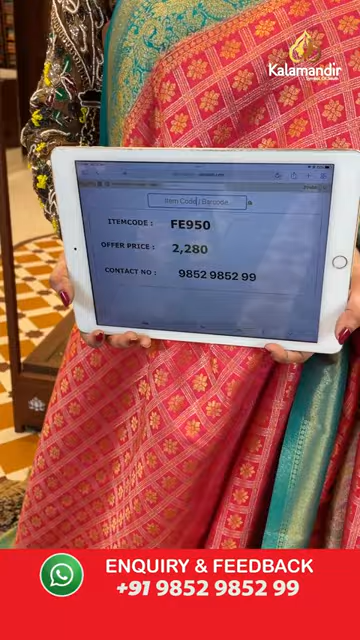 Kalamandir
Item Code / Barcode
ITEMCODE : FE950
OFFER PRICE : 2,280
CONTACT NO : 9852 9852 99
ENQUIRY & FEEDBACK
+91 9852 9852 99